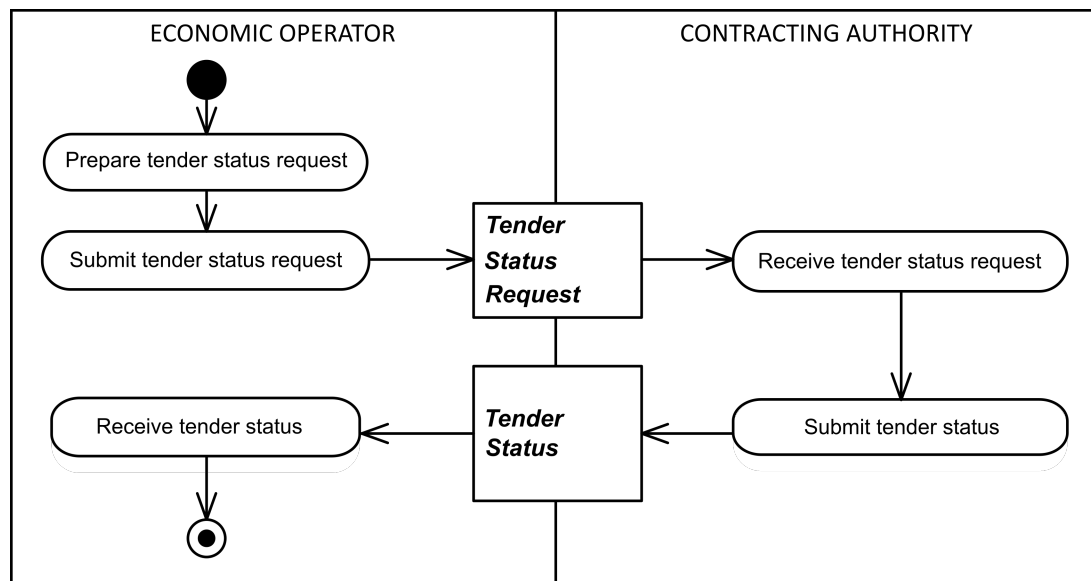 ECONOMIC OPERATOR
CONTRACTING AUTHORITY
Prepare tender status request
Submit tender status request
Tender
Status
Request
Receive tender status request
Receive tender status
Tender
Status
Submit tender status